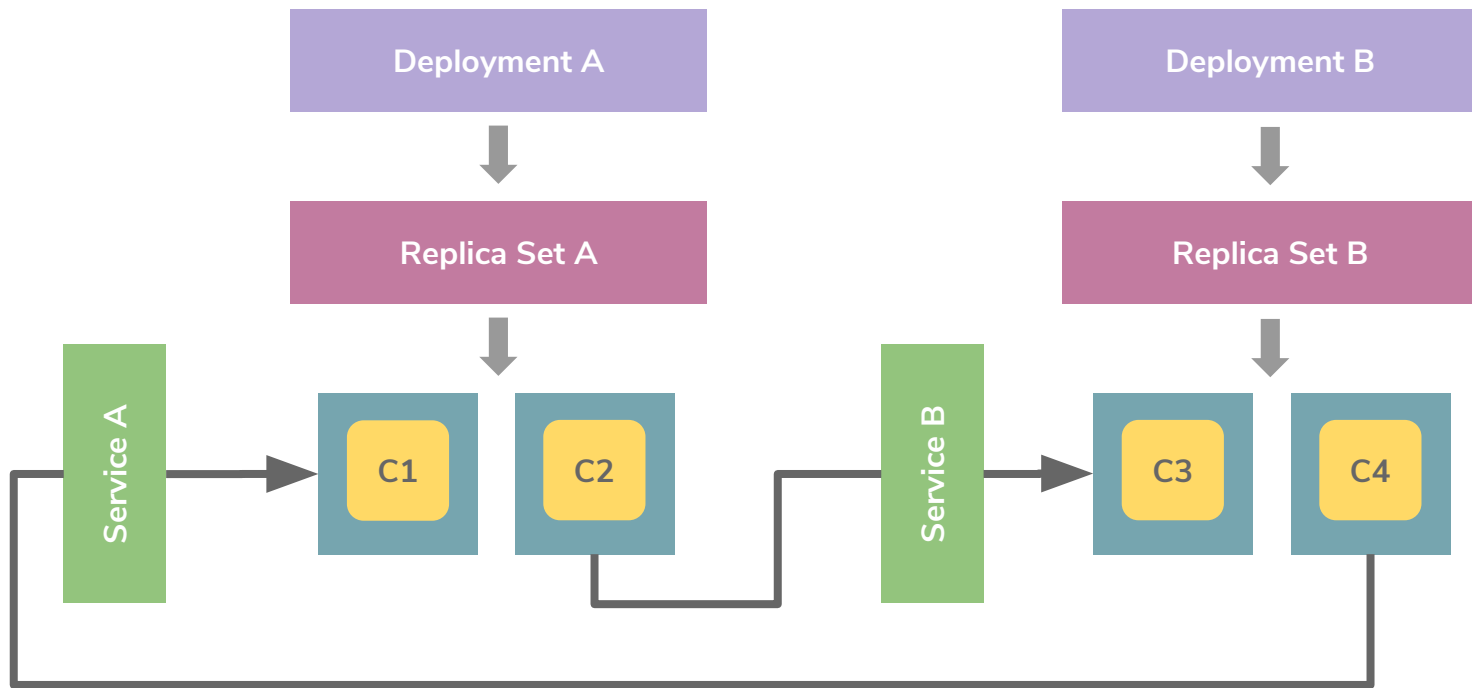 Deployment A
Deployment B
Replica Set A
Replica Set B
Service A
C1
C2
Service B
C3
C4